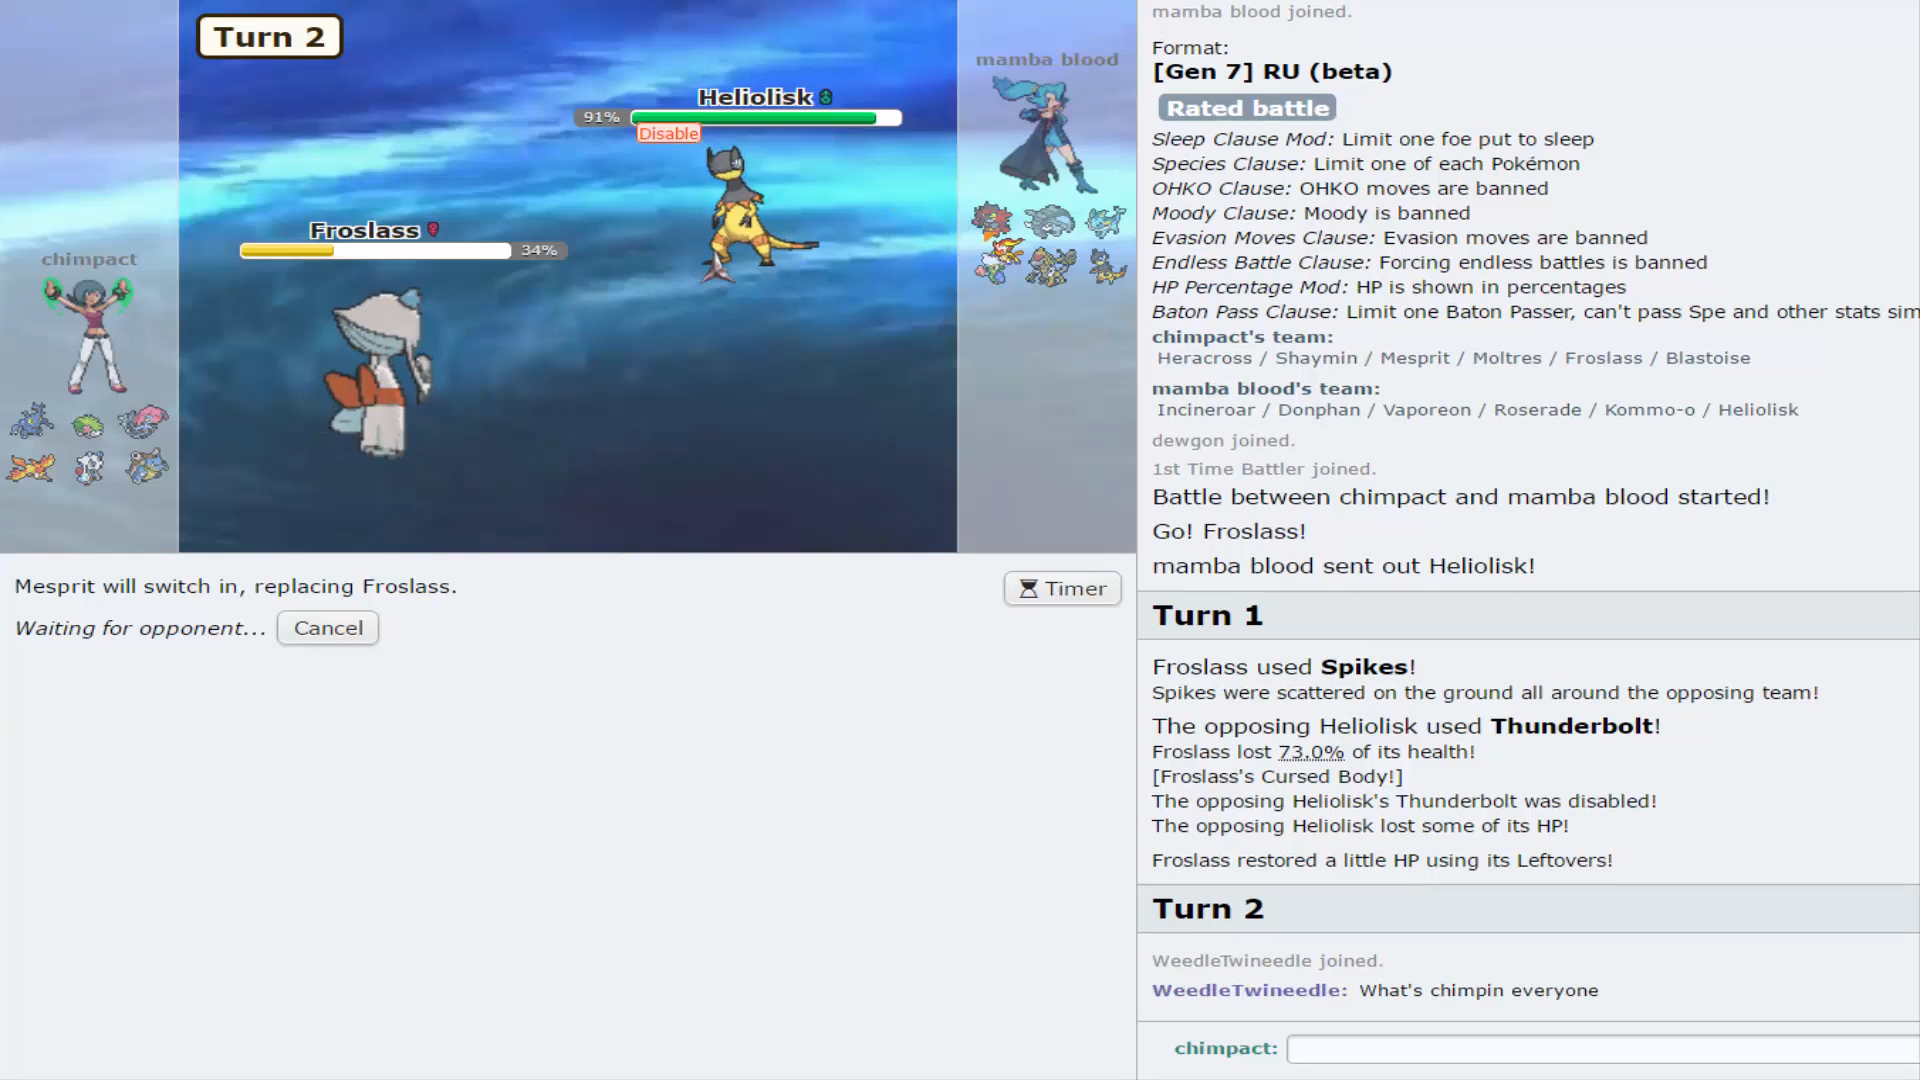 Turn 2
mamba blood
Heliolisk
91%
Disable
Froslass
34%
chimpact
Mesprit will switch in, replacing Froslass.
Timer
Waiting for opponent...
Cancel
mamba blood joined.
Format:
[Gen 7] RU (beta)
Rated battle
Sleep Clause Mod: Limit one foe put to sleep
Species Clause: Limit one of each Pokémon
OHKO Clause: OHKO moves are banned
Moody Clause: Moody is banned
Evasion Moves Clause: Evasion moves are banned
Endless Battle Clause: Forcing endless battles is banned
HP Percentage Mod: HP is shown in percentages
Baton Pass Clause: Limit one Baton Passer, can't pass Spe and other stats sim
chimpact's team:
Heracross / Shaymin / Mesprit / Moltres / Froslass / Blastoise
mamba blood's team:
Incineroar / Donphan / Vaporeon / Roserade / Kommo-o / Heliolisk
dewgon joined.
1st Time Battler joined.
Battle between chimpact and mamba blood started!
Go! Froslass!
mamba blood sent out Heliolisk!
Turn 1
Froslass used Spikes!
Spikes were scattered on the ground all around the opposing team!
The opposing Heliolisk used Thunderbolt!
Froslass lost 73.0% of its health!
[Froslass's Cursed Body!]
The opposing Heliolisk's Thunderbolt was disabled!
The opposing Heliolisk lost some of its HP!
Froslass restored a little HP using its Leftovers!
Turn 2
WeedleTwineedle joined.
WeedleTwineedle: What's chimpin everyone
chimpact: